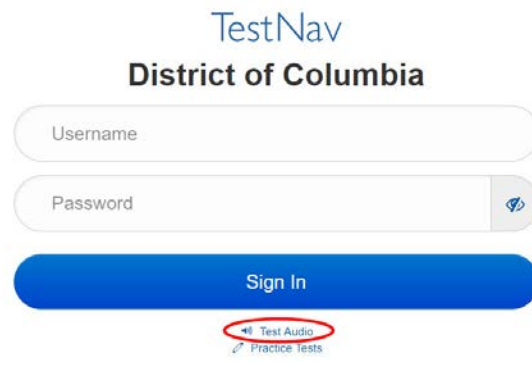 TestNav
District of Columbia
Username
Password
Sign In
Test Audio
Practice Tests